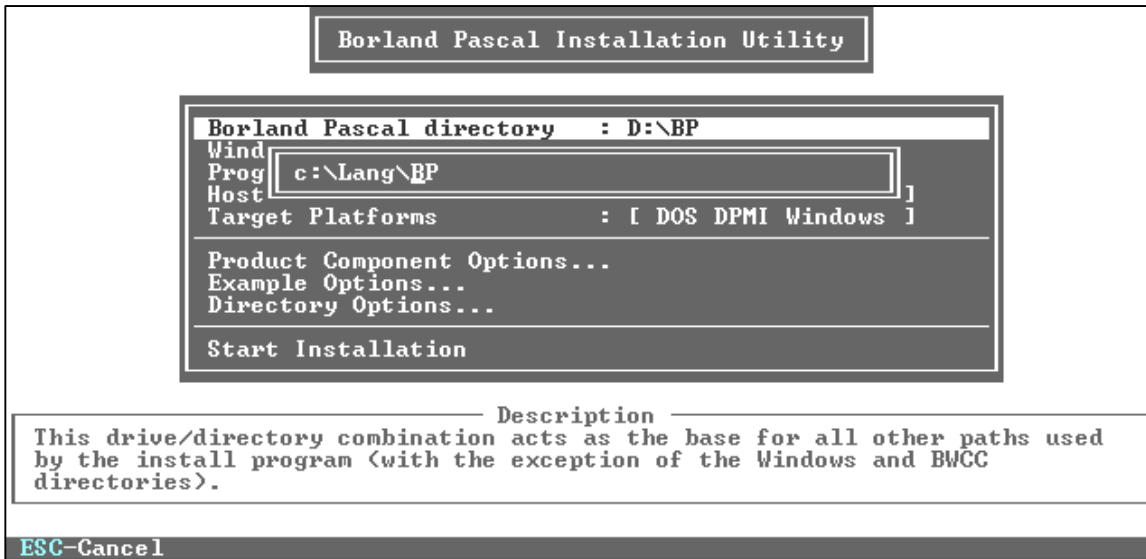 Borland Pascal Installation Utility
Borland Pascal directory : D:\BP
Wind
Prog
c:\Lang\BP
Host ]
Target Platforms : [ DOS DPMI Windows ]
Product Component Options...
Example Options...
Directory Options...
Start Installation
Description
This drive/directory combination acts as the base for all other paths used
by the install program (with the exception of the Windows and BWCC
directories).
ESC-Cancel